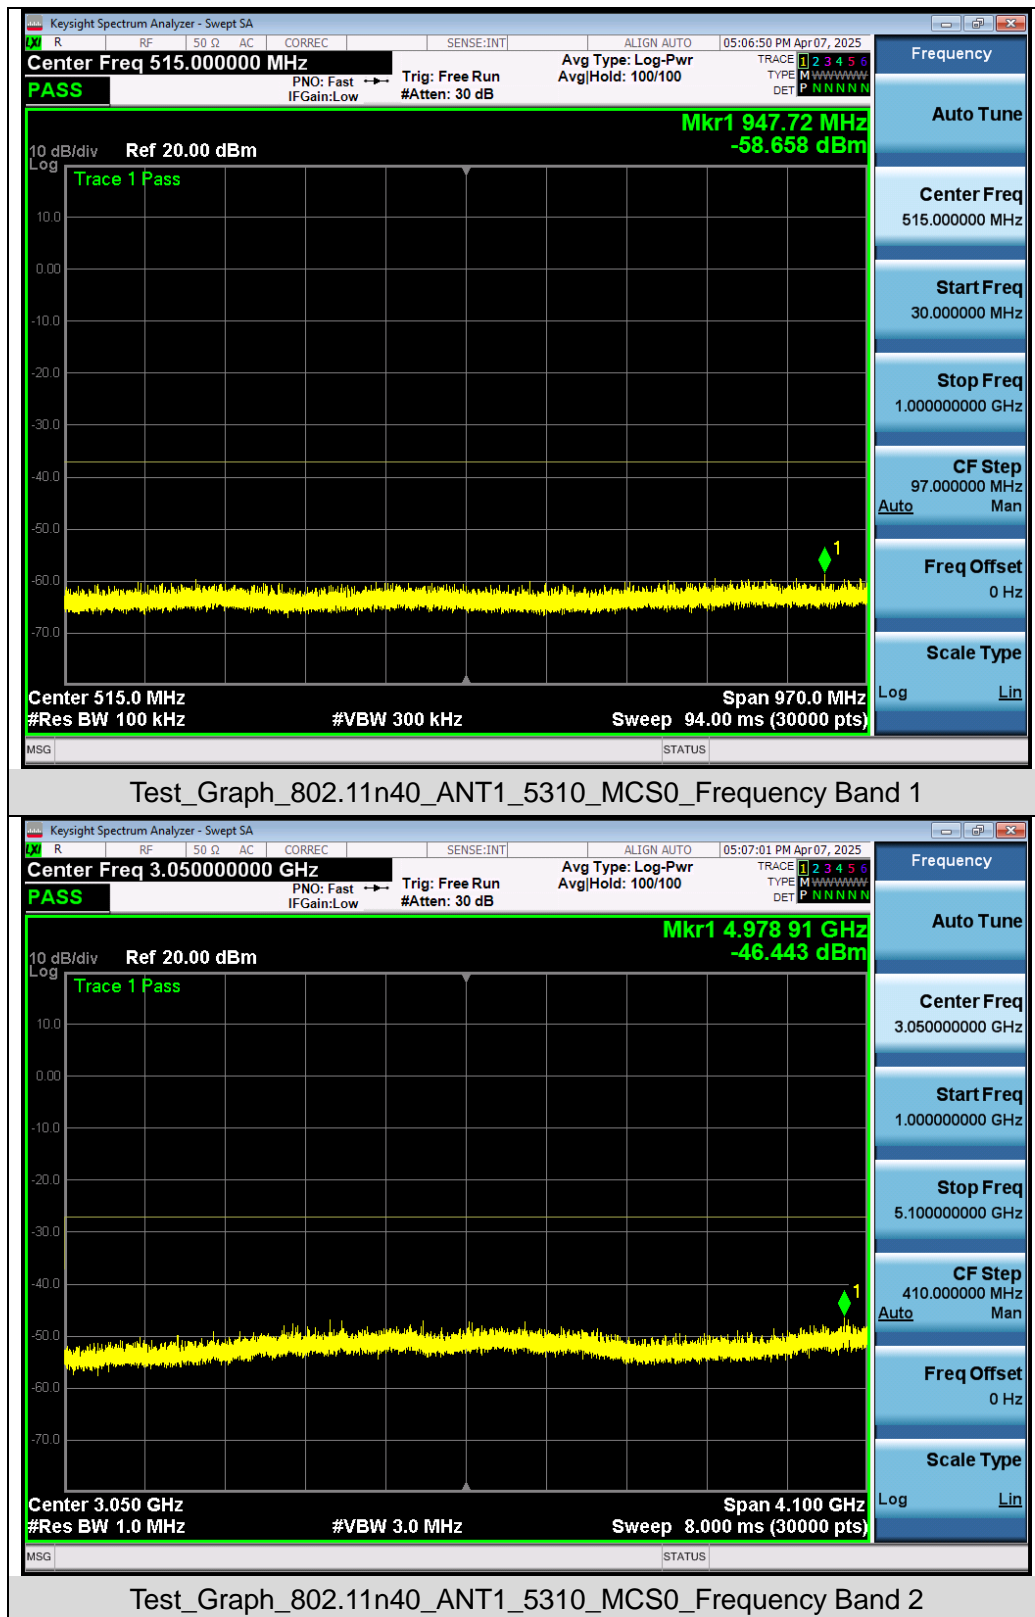 Keysight Spectrum Analyzer - Swept SA
LXI R RF 50 Ω AC CORREC SENSE:INT ALIGN AUTO 05:06:50 PM Apr 07, 2025
Center Freq 515.000000 MHz
PASS
PNO: Fast
IFGain:Low
Trig: Free Run
#Atten: 30 dB
Avg Type: Log-Pwr
Avg|Hold: 100/100
TRACE 1 2 3 4 5 6
TYPE M WWWWW
DET P N N N N N
Mkr1 947.72 MHz
-58.658 dBm
10 dB/div Ref 20.00 dBm
Log
Trace 1 Pass
10.0
0.00
-10.0
-20.0
-30.0
-40.0
-50.0
-60.0
-70.0
1
Center 515.0 MHz Span 970.0 MHz
#Res BW 100 kHz #VBW 300 kHz Sweep 94.00 ms (30000 pts)
MSG STATUS
Frequency
Auto Tune
Center Freq
515.000000 MHz
Start Freq
30.000000 MHz
Stop Freq
1.000000000 GHz
CF Step
97.000000 MHz
Auto Man
Freq Offset
0 Hz
Scale Type
Log Lin
Test_Graph_802.11n40_ANT1_5310_MCS0_Frequency Band 1
Keysight Spectrum Analyzer - Swept SA
LXI R RF 50 Ω AC CORREC SENSE:INT ALIGN AUTO 05:07:01 PM Apr 07, 2025
Center Freq 3.050000000 GHz
PASS
PNO: Fast
IFGain:Low
Trig: Free Run
#Atten: 30 dB
Avg Type: Log-Pwr
Avg|Hold: 100/100
TRACE 1 2 3 4 5 6
TYPE M WWWWW
DET P N N N N N
Mkr1 4.978 91 GHz
-46.443 dBm
10 dB/div Ref 20.00 dBm
Log
Trace 1 Pass
10.0
0.00
-10.0
-20.0
-30.0
-40.0
-50.0
-60.0
-70.0
1
Center 3.050 GHz Span 4.100 GHz
#Res BW 1.0 MHz #VBW 3.0 MHz Sweep 8.000 ms (30000 pts)
MSG STATUS
Frequency
Auto Tune
Center Freq
3.050000000 GHz
Start Freq
1.000000000 GHz
Stop Freq
5.100000000 GHz
CF Step
410.000000 MHz
Auto Man
Freq Offset
0 Hz
Scale Type
Log Lin
Test_Graph_802.11n40_ANT1_5310_MCS0_Frequency Band 2